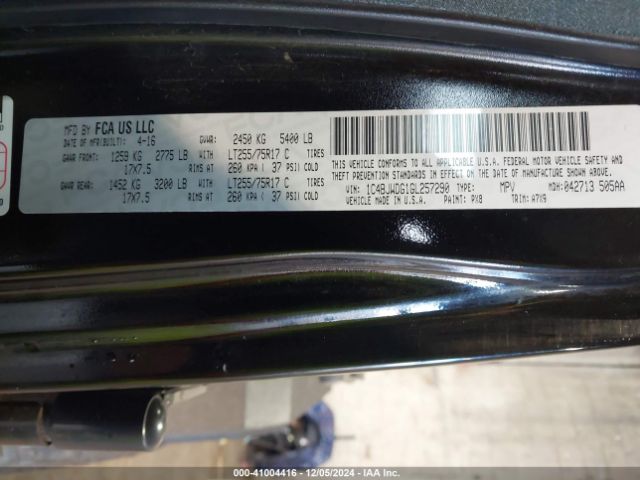 MFD BY FCA US LLC
DATE OF MFR(BUILT): 4-16 GVWR: 2450 KG 5400 LB
GAWR FRONT: 1259 KG 2775 LB WITH LT255/75R17 C TIRES
17X7.5 RIMS AT 260 KPA ( 37 PSI) COLD
GAWR REAR: 1452 KG 3200 LB WITH LT255/75R17 C TIRES
17X7.5 RIMS AT 260 KPA ( 37 PSI) COLD
THIS VEHICLE CONFORMS TO ALL APPLICABLE U.S.A. FEDERAL MOTOR VEHICLE SAFETY AND
THEFT PREVENTION STANDARDS IN EFFECT ON THE DATE OF MANUFACTURE SHOWN ABOVE.
VIN: 1C4BJWDG1GL257290 TYPE: MPV MDH: 042713 505AA
VEHICLE MADE IN U.S.A. PAINT: PX8 TRIM: A7X9
000-41004416 - 12/05/2024 - IAA Inc.